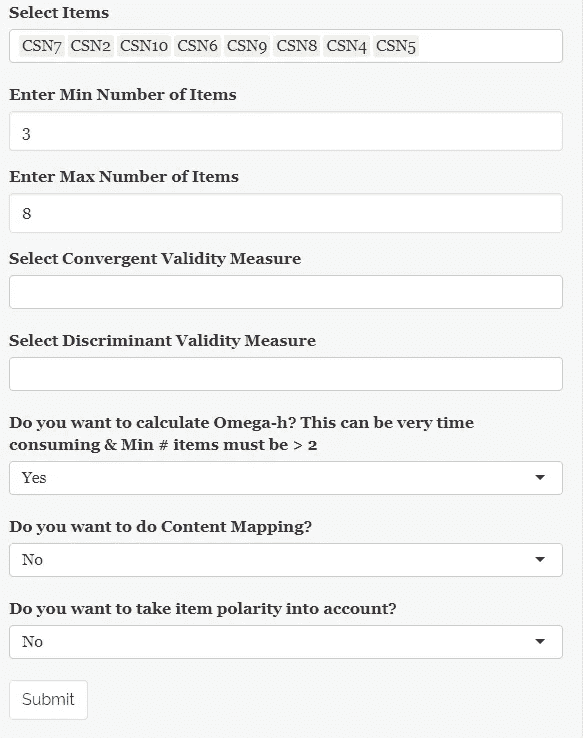 Select Items
CSN7 CSN2 CSN10 CSN6 CSN9 CSN8 CSN4 CSN5
Enter Min Number of Items
3
Enter Max Number of Items
8
Select Convergent Validity Measure
Select Discriminant Validity Measure
Do you want to calculate Omega-h? This can be very time
consuming & Min # items must be > 2
Yes
Do you want to do Content Mapping?
No
Do you want to take item polarity into account?
No
Submit